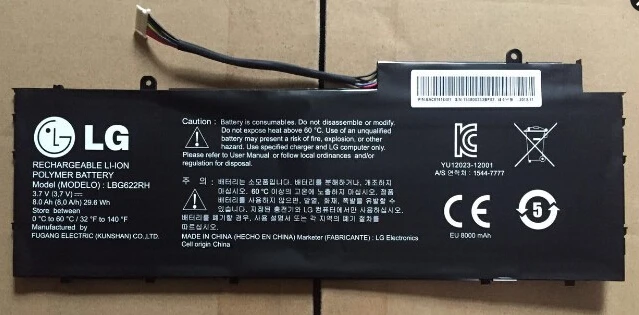 LG
RECHARGEABLE LI-ION
POLYMER BATTERY
Model (MODELO) : LBG622RH
3.7 V (3,7 V)
8.0 Ah (8,0 A/h) 29.6 Wh
Store between
0 °C to 60 °C / 32 °F to 140 °F
Manufactured by
FUGANG ELECTRIC (KUNSHAN) CO.,LTD.
Caution : Battery is consumables. Do not disassemble or modify.
Do not expose heat above 60 °C. Use of an unqualified
battery may present a risk of fire, explosion, or other
hazard. Use specified charger and LG computer only.
Please refer to User Manual or follow local ordinances and/or
regulation for disposal.
주 의 : 배터리는 소모품입니다. 배터리를 분해하거나, 개조하지
마십시오. 60 °C 이상의 고온에 노출하지 마십시오. 정품
배터리를 사용하지 않으면, 발열, 화재, 폭발의 위험이
있습니다. 지정된 충전기가 LG 컴퓨터에서만 사용하십시오.
배터리를 폐기할 경우, 사용 설명서 또는 각 지역의 폐기 절차를
따르십시오.
MADE IN CHINA (HECHO EN CHINA) Marketer (FABRICANTE) : LG Electronics
Cell origin China
YU12023-12001
A/S 연락처 : 1544-7777
EU 8000 mAh
5